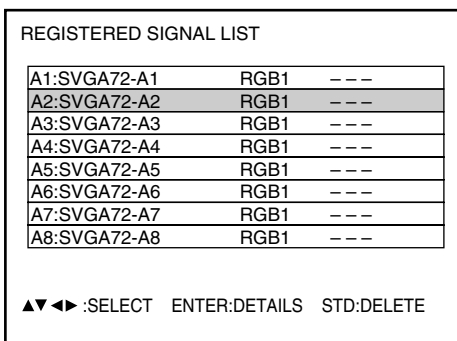 REGISTERED SIGNAL LIST
A1:SVGA72-A1 RGB1 – – –
A2:SVGA72-A2 RGB1 – – –
A3:SVGA72-A3 RGB1 – – –
A4:SVGA72-A4 RGB1 – – –
A5:SVGA72-A5 RGB1 – – –
A6:SVGA72-A6 RGB1 – – –
A7:SVGA72-A7 RGB1 – – –
A8:SVGA72-A8 RGB1 – – –
▲▼◄► :SELECT ENTER:DETAILS STD:DELETE